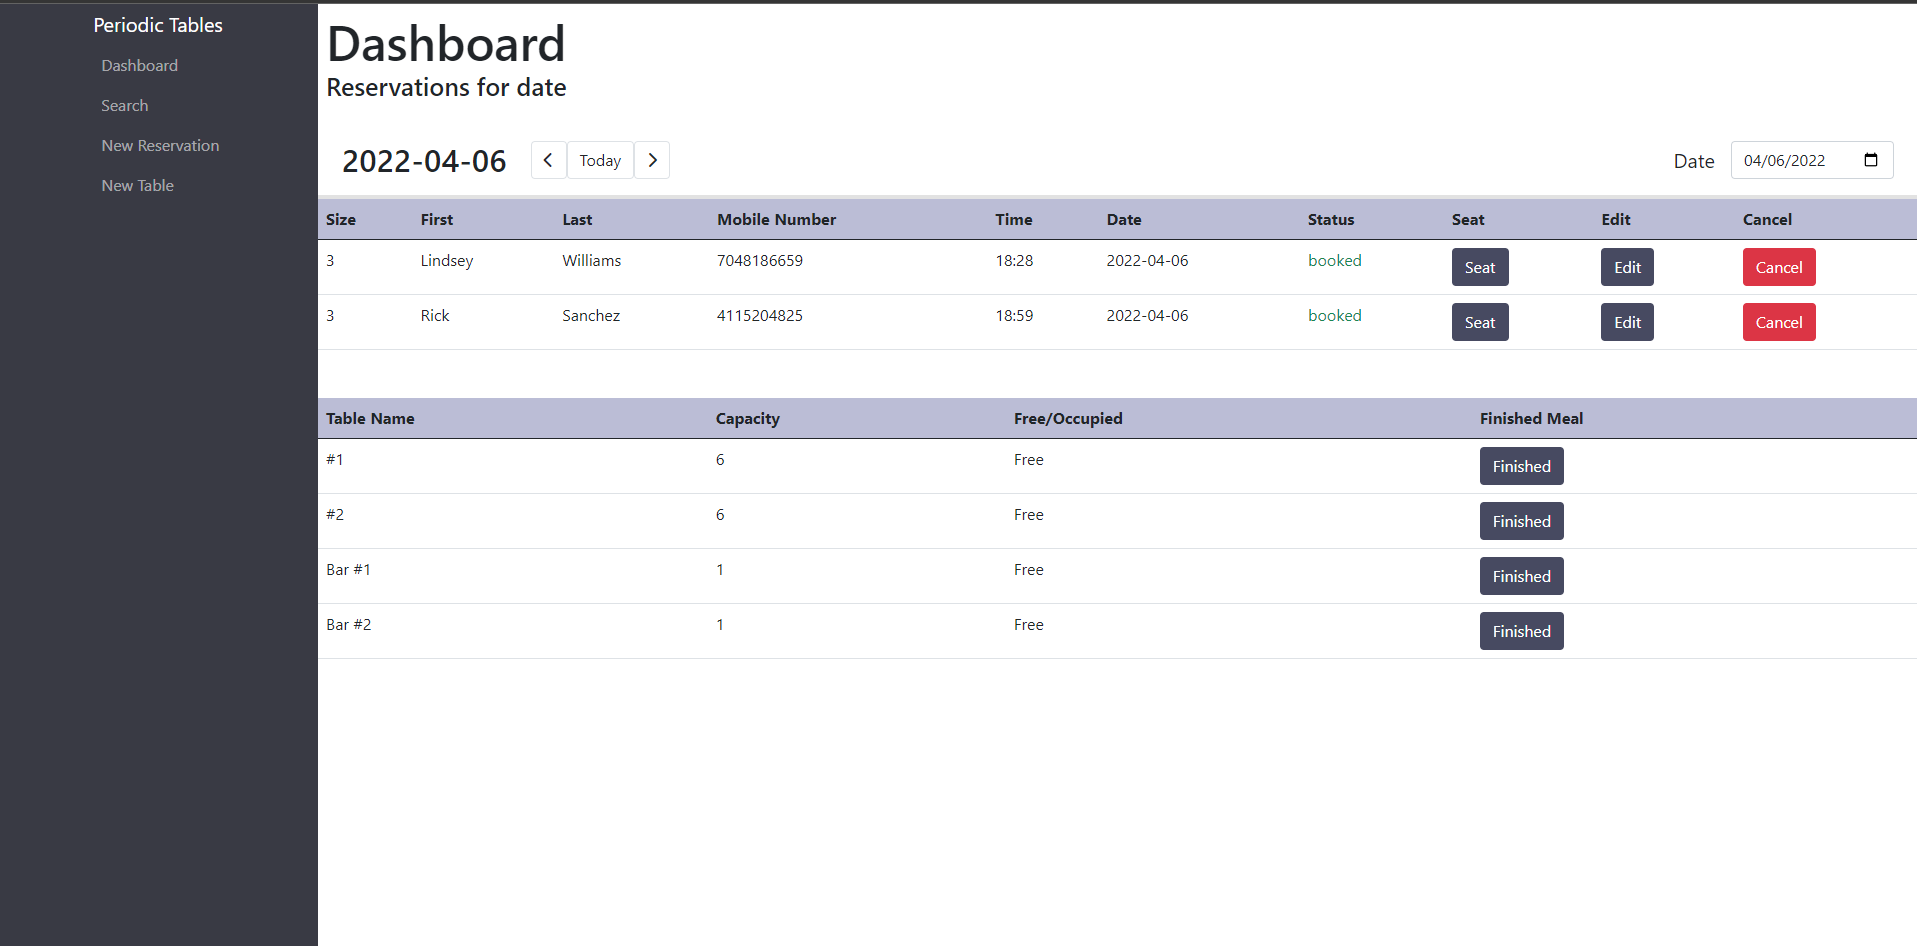 Periodic Tables
Dashboard
Search
New Reservation
New Table
Dashboard
Reservations for date
2022-04-06 Today Date 04/06/2022
Size First Last Mobile Number Time Date Status Seat Edit Cancel
3 Lindsey Williams 7048186659 18:28 2022-04-06 booked Seat Edit Cancel
3 Rick Sanchez 4115204825 18:59 2022-04-06 booked Seat Edit Cancel
Table Name Capacity Free/Occupied Finished Meal
#1 6 Free Finished
#2 6 Free Finished
Bar #1 1 Free Finished
Bar #2 1 Free Finished